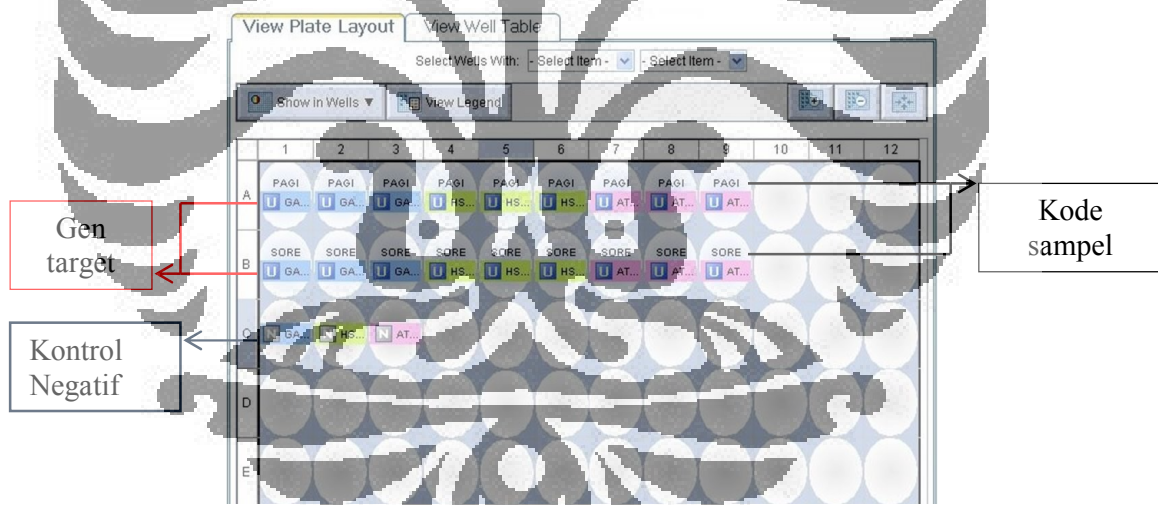 View Plate Layout View Well Table
Select Wells With: - Select Item - - Select Item -
Show in Wells ▼ View Legend
1 2 3 4 5 6 7 8 9 10 11 12
A
PAGI PAGI PAGI PAGI PAGI PAGI PAGI PAGI PAGI
U GA... U GA... U GA... U HS... U HS... U HS... U AT... U AT... U AT...
B
SORE SORE SORE SORE SORE SORE SORE SORE SORE
U GA... U GA... U GA... U HS... U HS... U HS... U AT... U AT... U AT...
C
N GA... N HS... N AT...
D
E
Gen
target
Kontrol
Negatif
Kode
sampel